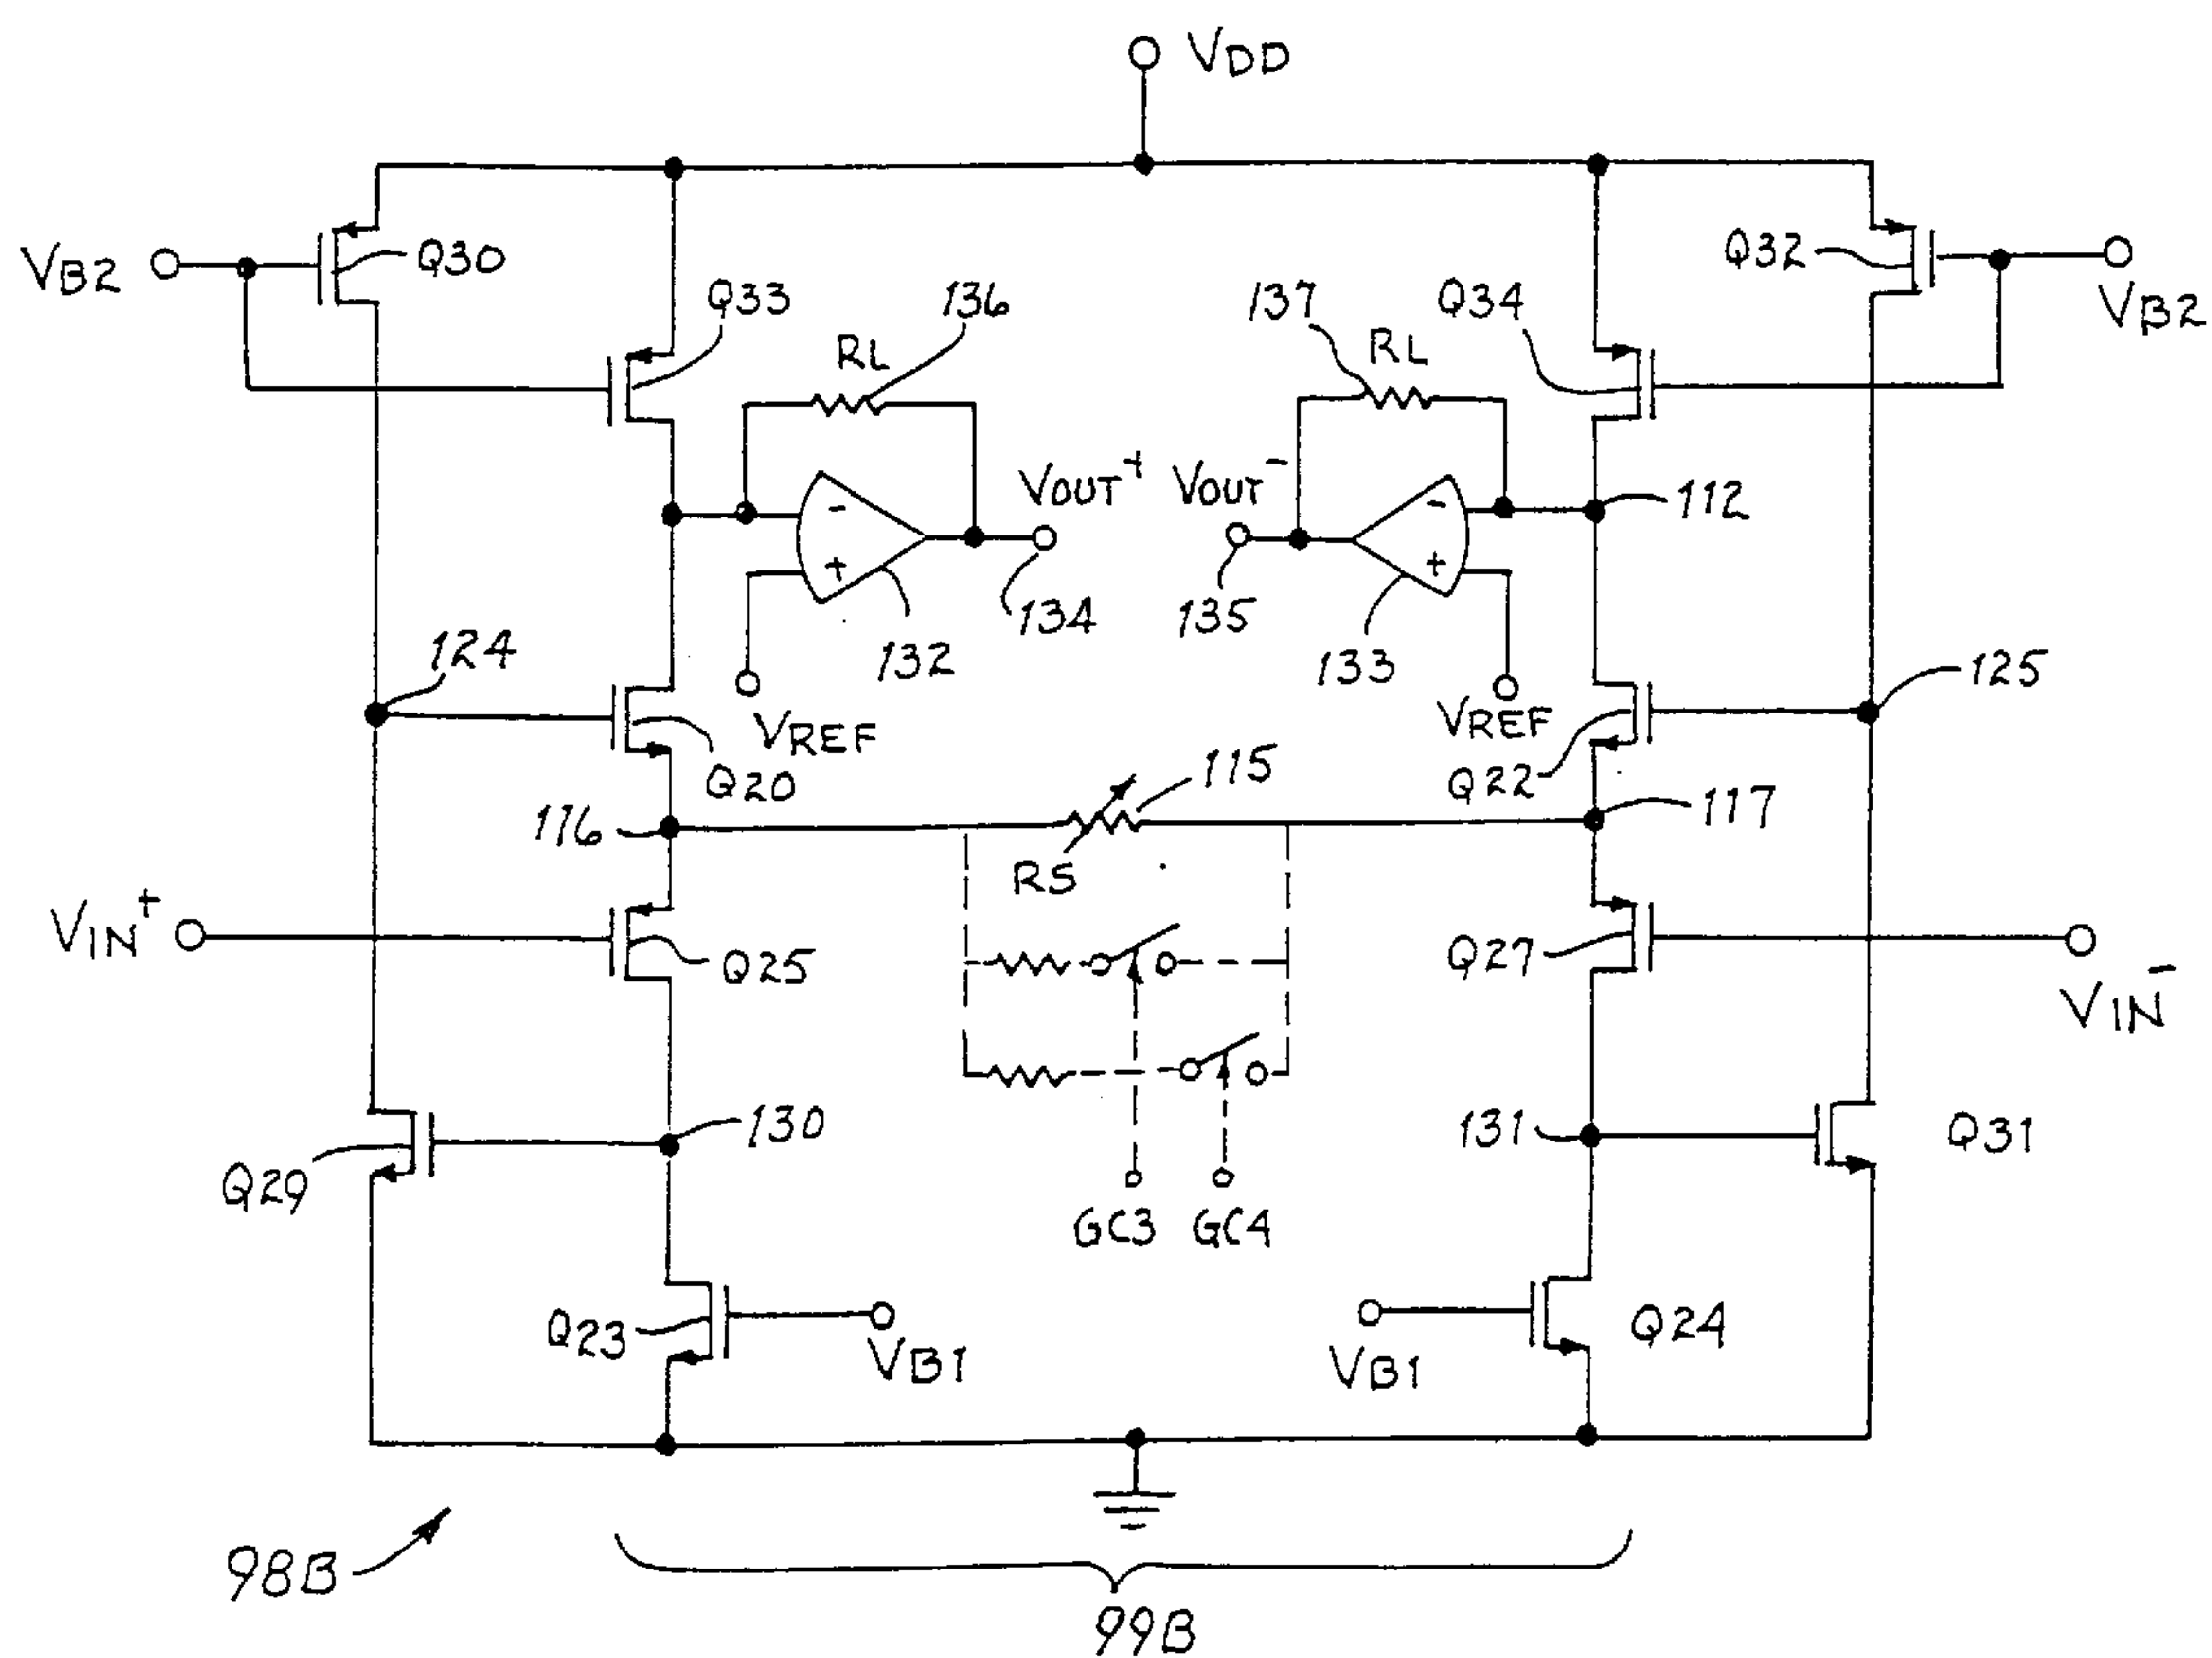 VDD
VB2
Q30
Q33
136
137
Q34
Q32
VB2
RL
RL
VOUT+
VOUT-
112
-
-
+
+
134
135
124
132
133
125
VREF
VREF
Q20
Q22
115
116
117
RS
VIN+
Q25
Q27
VIN-
130
131
Q31
Q29
GC3
GC4
Q23
VB1
VB1
Q24
98B
99B